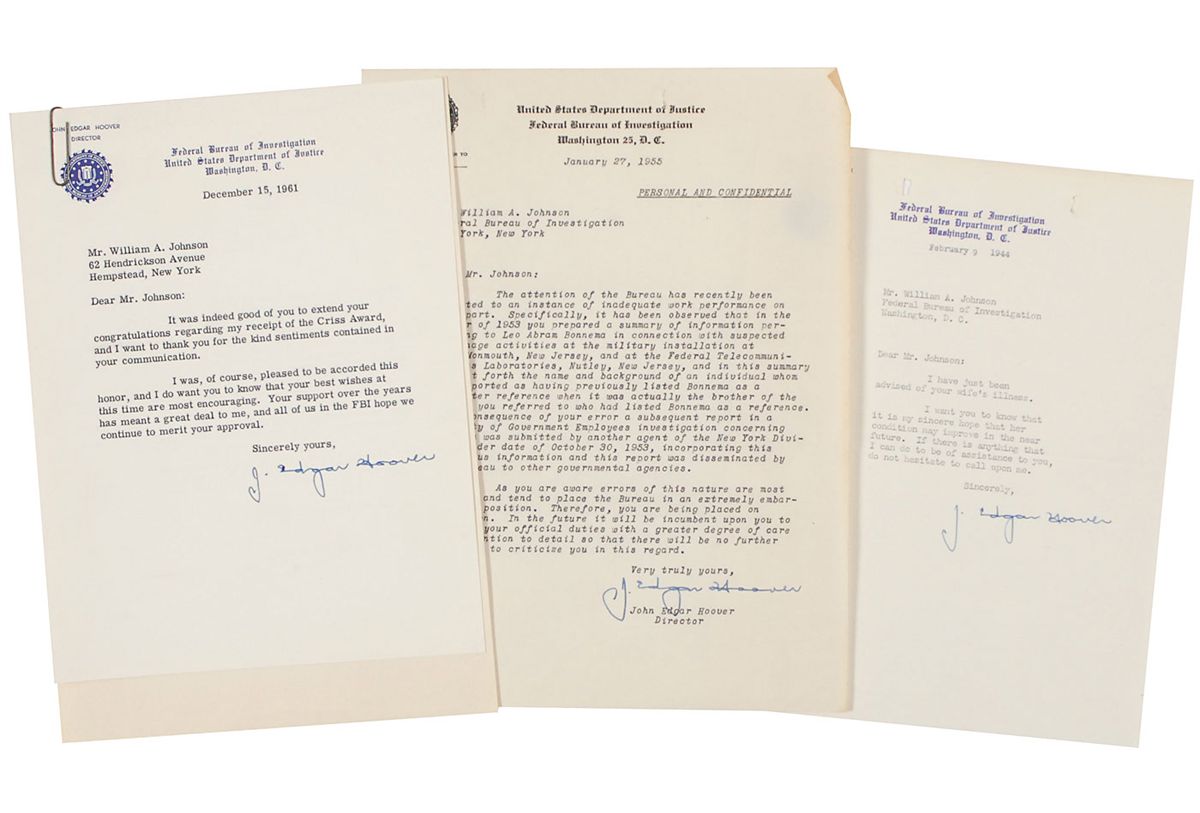 JOHN EDGAR HOOVER
DIRECTOR
Federal Bureau of Investigation
United States Department of Justice
Washington, D. C.
December 15, 1961
Mr. William A. Johnson
62 Hendrickson Avenue
Hempstead, New York
Dear Mr. Johnson:
It was indeed good of you to extend your
congratulations regarding my receipt of the Criss Award,
and I want to thank you for the kind sentiments contained in
your communication.
I was, of course, pleased to be accorded this
honor, and I do want you to know that your best wishes at
this time are most encouraging. Your support over the years
has meant a great deal to me, and all of us in the FBI hope we
continue to merit your approval.
Sincerely yours,
J. Edgar Hoover
United States Department of Justice
Federal Bureau of Investigation
Washington 25, D. C.
TO
January 27, 1955
PERSONAL AND CONFIDENTIAL
William A. Johnson
ral Bureau of Investigation
York, New York
Mr. Johnson:
The attention of the Bureau has recently been
ted to an instance of inadequate work performance on
part. Specifically, it has been observed that in the
r of 1953 you prepared a summary of information per-
ng to Leo Abram Bonnema in connection with suspected
nage activities at the military installation at
Monmouth, New Jersey, and at the Federal Telecommuni-
s Laboratories, Nutley, New Jersey, and in this summary
t forth the name and background of an individual whom
ported as having previously listed Bonnema as a
ter reference when it was actually the brother of the
you referred to who had listed Bonnema as a reference.
onsequence of your error a subsequent report in a
ty of Government Employees investigation concerning
was submitted by another agent of the New York Divi-
der date of October 30, 1953, incorporating this
us information and this report was disseminated by
eau to other governmental agencies.
As you are aware errors of this nature are most
and tend to place the Bureau in an extremely embar-
position. Therefore, you are being placed on
n. In the future it will be incumbent upon you to
your official duties with a greater degree of care
ntion to detail so that there will be no further
to criticize you in this regard.
Very truly yours,
J. Edgar Hoover
John Edgar Hoover
Director
Federal Bureau of Investigation
United States Department of Justice
Washington, D. C.
February 9 1944
Mr. William A. Johnson
Federal Bureau of Investigation
Washington, D. C.
Dear Mr. Johnson:
I have just been
advised of your wife's illness.
I want you to know that
it is my sincere hope that her
condition may improve in the near
future. If there is anything that
I can do to be of assistance to you,
do not hesitate to call upon me.
Sincerely,
J. Edgar Hoover